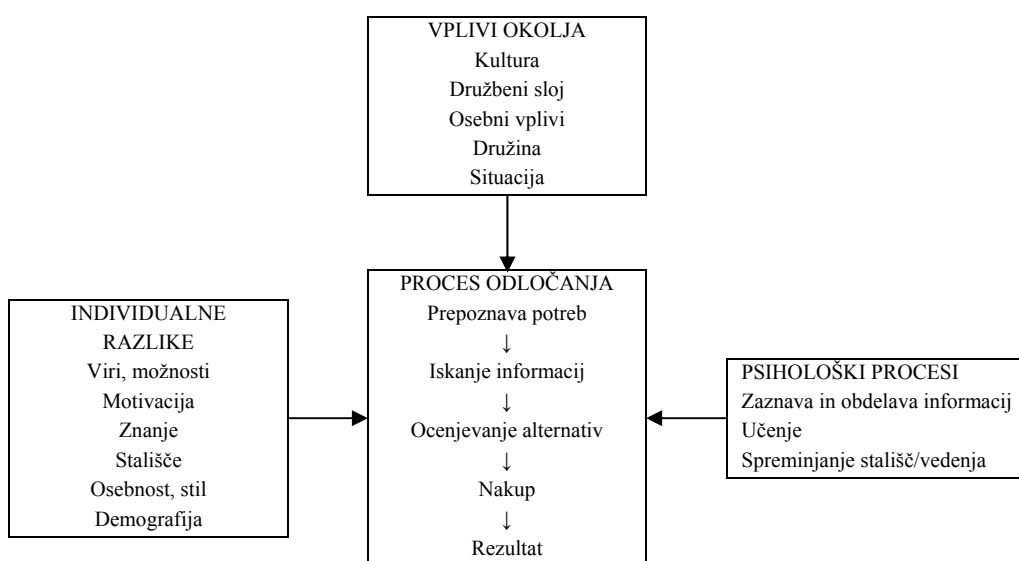 VPLIVI OKOLJA
Kultura
Družbeni sloj
Osebni vplivi
Družina
Situacija
INDIVIDUALNE
RAZLIKE
Viri, možnosti
Motivacija
Znanje
Stališče
Osebnost, stil
Demografija
PROCES ODLOČANJA
Prepoznava potreb
↓
Iskanje informacij
↓
Ocenjevanje alternativ
↓
Nakup
↓
Rezultat
PSIHOLOŠKI PROCESI
Zaznava in obdelava informacij
Učenje
Spreminjanje stališč/vedenja